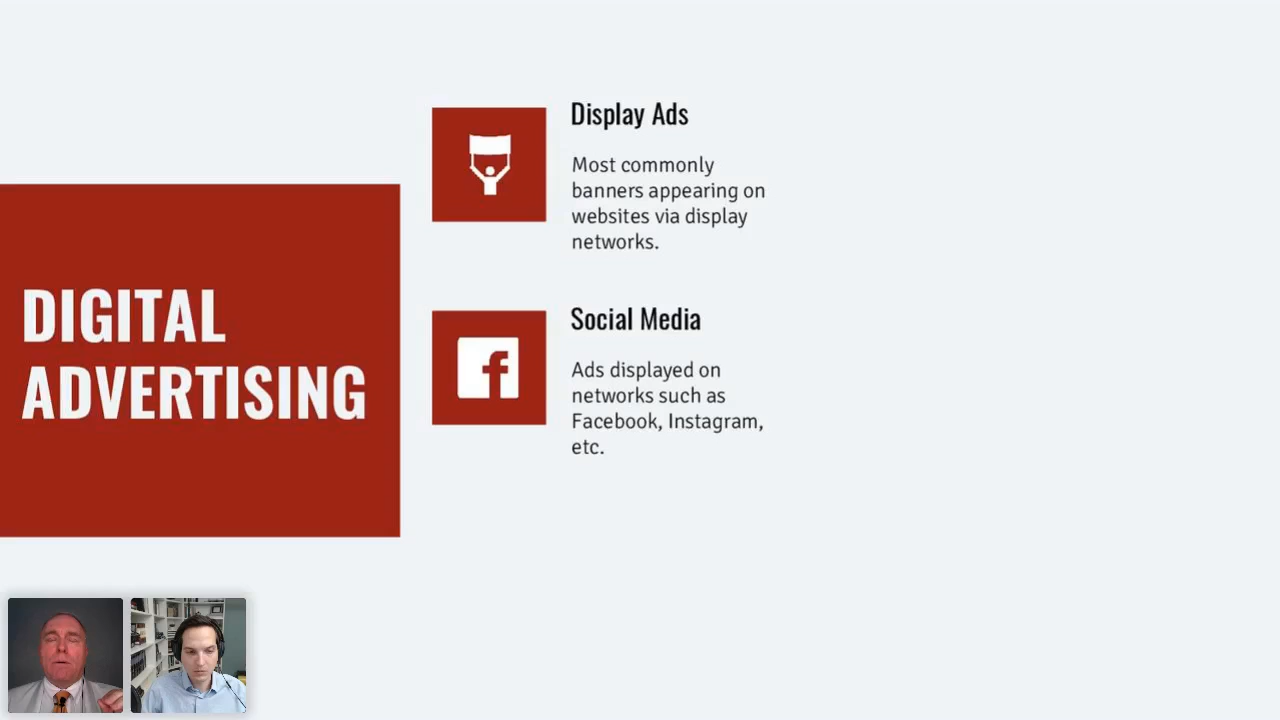 DIGITAL
ADVERTISING
Display Ads
Most commonly
banners appearing on
websites via display
networks.
Social Media
Ads displayed on
networks such as
Facebook, Instagram,
etc.